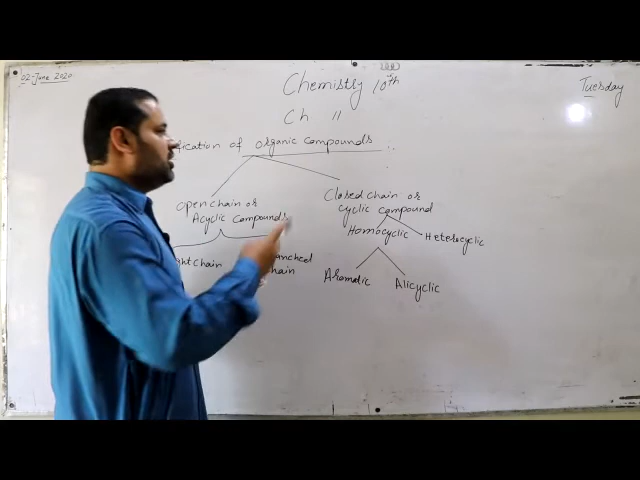 02-June 2020
Chemistry 10th
Tuesday
Ch 11
ication of organic compounds :.
Open chain or
Acyclic Compounds
Closed chain or
cyclic compound
Homocyclic Heterocyclic
ght chain
anched
hain
Aromatic Alicyclic